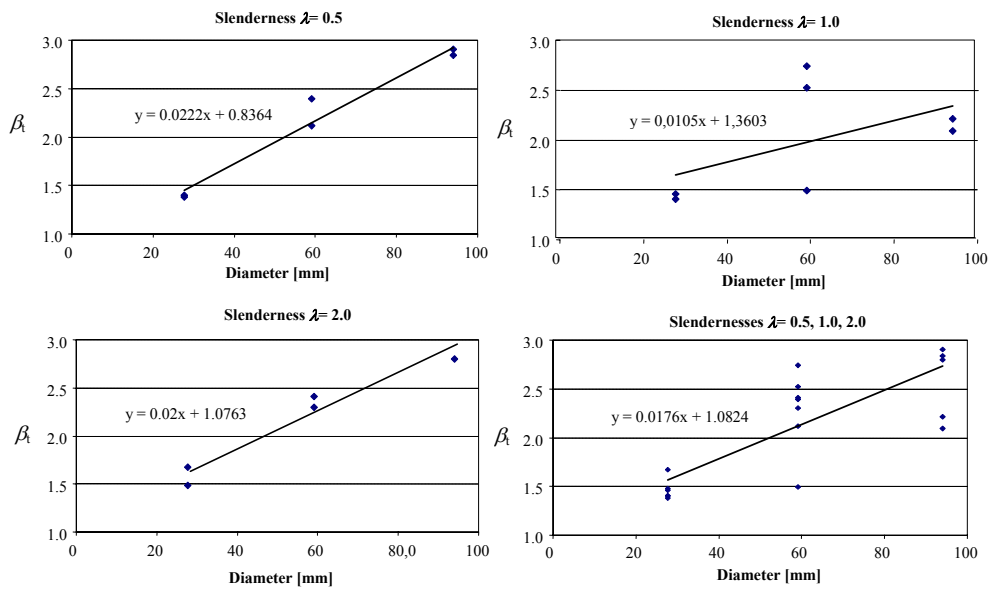 Slenderness λ= 0.5
3.0
2.5
2.0
1.5
1.0
βt
y = 0.0222x + 0.8364
0 20 40 60 80 100
Diameter [mm]
Slenderness λ= 1.0
3.0
2.5
2.0
1.5
1.0
βt
y = 0,0105x + 1,3603
0 20 40 60 80 100
Diameter [mm]
Slenderness λ= 2.0
3.0
2.5
2.0
1.5
1.0
βt
y = 0.02x + 1.0763
0 20 40 60 80,0 100
Diameter [mm]
Slendernesses λ= 0.5, 1.0, 2.0
3.0
2.5
2.0
1.5
1.0
βt
y = 0.0176x + 1.0824
0 20 40 60 80 100
Diameter [mm]